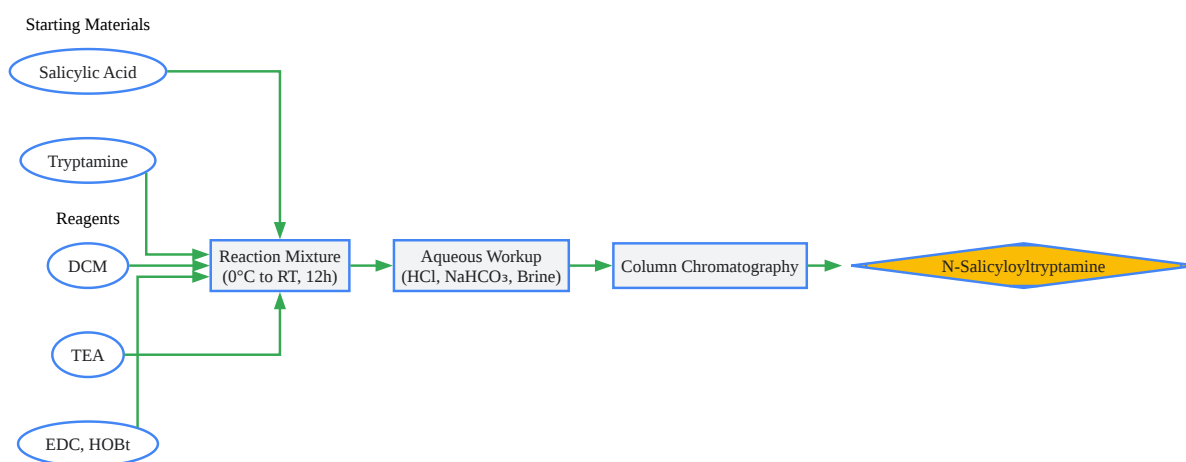 Starting Materials
Salicylic Acid
Tryptamine
Reagents
DCM
TEA
EDC, HOBt
Reaction Mixture
(0°C to RT, 12h)
Aqueous Workup
(HCl, NaHCO₃, Brine)
Column Chromatography
N-Salicyloyltryptamine